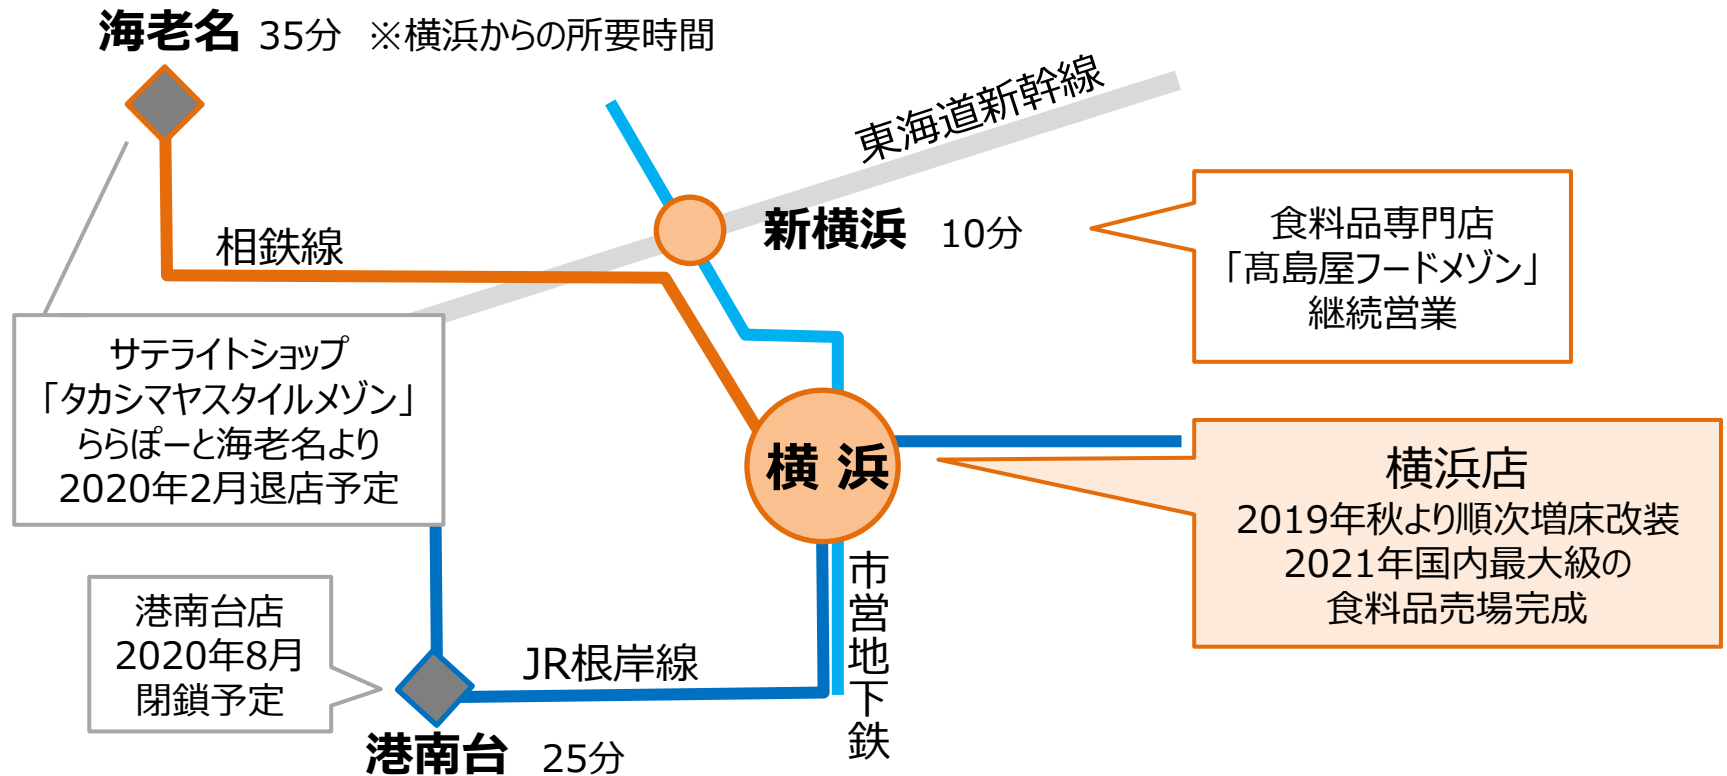 海老名 35分 ※横浜からの所要時間
東海道新幹線
新横浜 10分
食料品専門店
「髙島屋フードメゾン」
継続営業
相鉄線
サテライトショップ
「タカシマヤスタイルメゾン」
ららぽーと海老名より
2020年2月退店予定
横 浜
横浜店
2019年秋より順次増床改装
2021年国内最大級の
食料品売場完成
市営地下鉄
港南台店
2020年8月
閉鎖予定
JR根岸線
港南台 25分